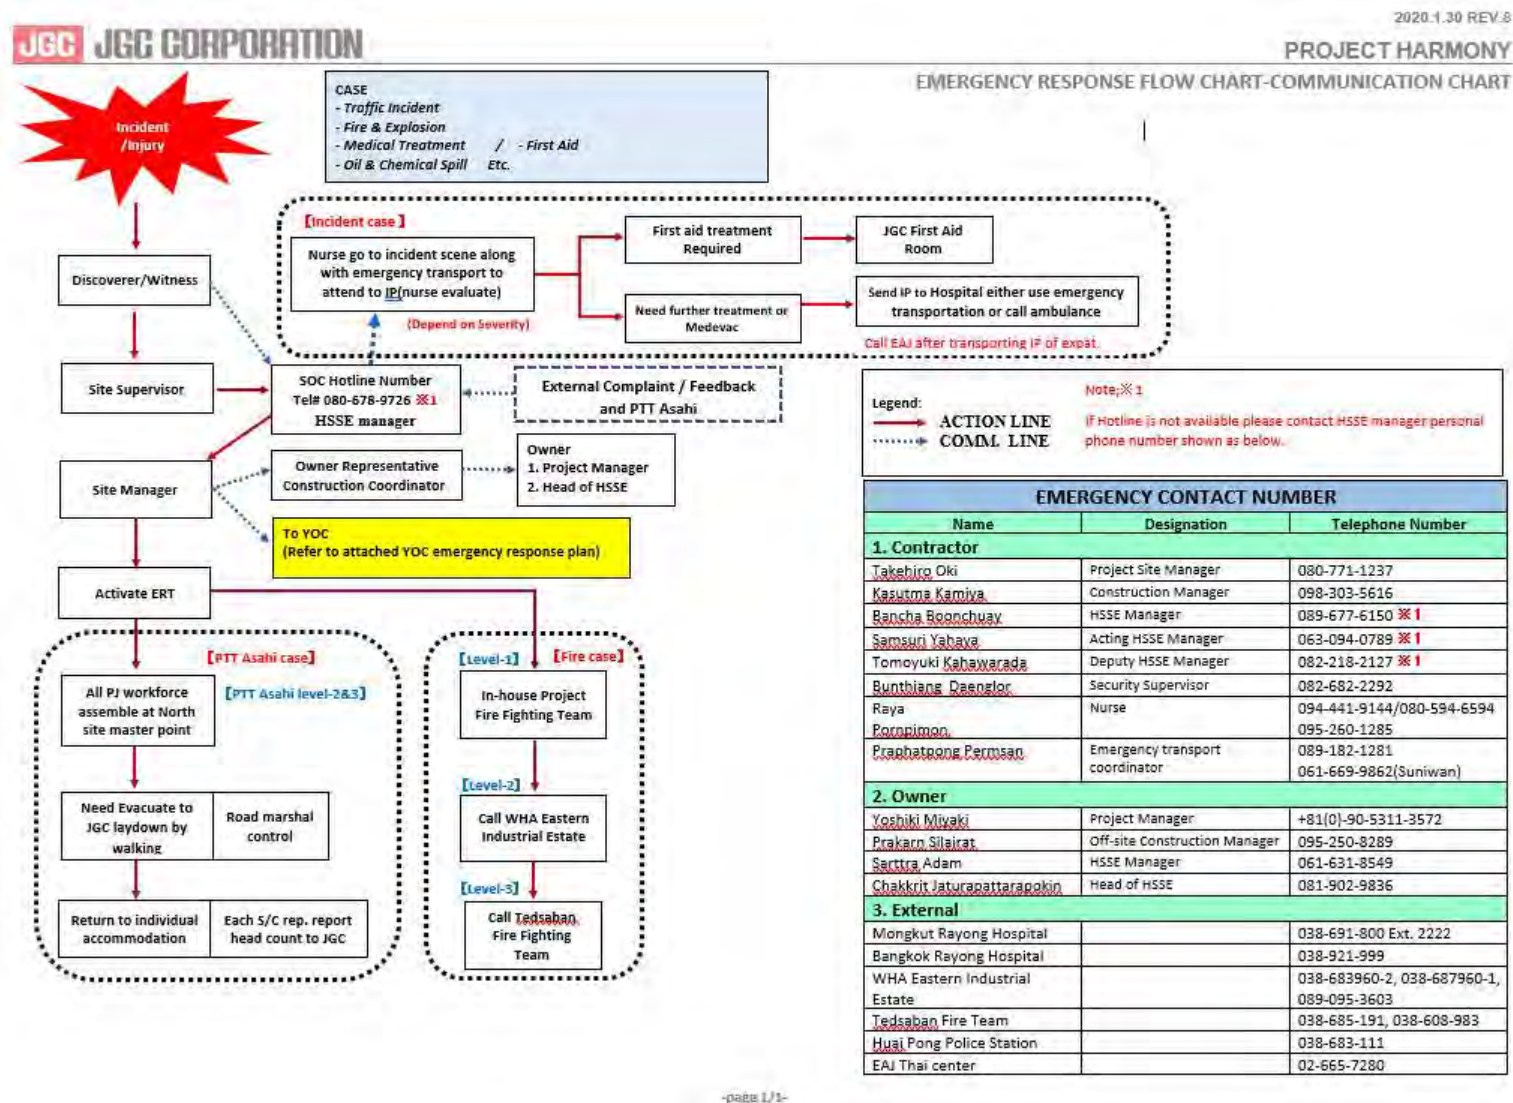 2020.1.30 REV.8
JGC JGC CORPORATION
PROJECT HARMONY
EMERGENCY RESPONSE FLOW CHART-COMMUNICATION CHART
Incident
/Injury
CASE
- Traffic Incident
- Fire & Explosion
- Medical Treatment / - First Aid
- Oil & Chemical Spill Etc.
【Incident case】
Nurse go to incident scene along
with emergency transport to
attend to IP(nurse evaluate)
(Depend on Severity)
First aid treatment
Required
JGC First Aid
Room
Need further treatment or
Medevac
Send IP to Hospital either use emergency
transportation or call ambulance
Call EAJ after transporting IP of expat.
Discoverer/Witness
Site Supervisor
SOC Hotline Number
Tel# 080-678-9726 ※1
HSSE manager
External Complaint / Feedback
and PTT Asahi
Site Manager
Owner Representative
Construction Coordinator
Owner
1. Project Manager
2. Head of HSSE
To YOC
(Refer to attached YOC emergency response plan)
Activate ERT
【PTT Asahi case】
【PTT Asahi level-2&3】
All PJ workforce
assemble at North
site master point
Need Evacuate to
JGC laydown by
walking
Road marshal
control
Return to individual
accommodation
Each S/C rep. report
head count to JGC
【Level-1】
【Fire case】
In-house Project
Fire Fighting Team
【Level-2】
Call WHA Eastern
Industrial Estate
【Level-3】
Call Tedsaban
Fire Fighting
Team
Legend:
ACTION LINE
COMM. LINE
Note;※ 1
If Hotline is not available please contact HSSE manager personal
phone number shown as below.
EMERGENCY CONTACT NUMBER
Name Designation Telephone Number
1. Contractor
Takehiro Oki Project Site Manager 080-771-1237
Kasutma Kamiya Construction Manager 098-303-5616
Bancha Boonchuay HSSE Manager 089-677-6150 ※1
Samsuri Yahaya Acting HSSE Manager 063-094-0789 ※1
Tomoyuki Kahawarada Deputy HSSE Manager 082-218-2127 ※1
Bunthiang Daenglor Security Supervisor 082-682-2292
Raya Nurse 094-441-9144/080-594-6594
Pornpimon 095-260-1285
Praphatpong Permsan Emergency transport 089-182-1281
coordinator 061-669-9862(Suniwan)
2. Owner
Yoshiki Miyaki Project Manager +81(0)-90-5311-3572
Prakarn Silairat Off-site Construction Manager 095-250-8289
Sarttra Adam HSSE Manager 061-631-8549
Chakkrit Jaturapattarapokin Head of HSSE 081-902-9836
3. External
Mongkut Rayong Hospital 038-691-800 Ext. 2222
Bangkok Rayong Hospital 038-921-999
WHA Eastern Industrial 038-683960-2, 038-687960-1,
Estate 089-095-3603
Tedsaban Fire Team 038-685-191, 038-608-983
Huai Pong Police Station 038-683-111
EAJ Thai center 02-665-7280
-page 1/1-